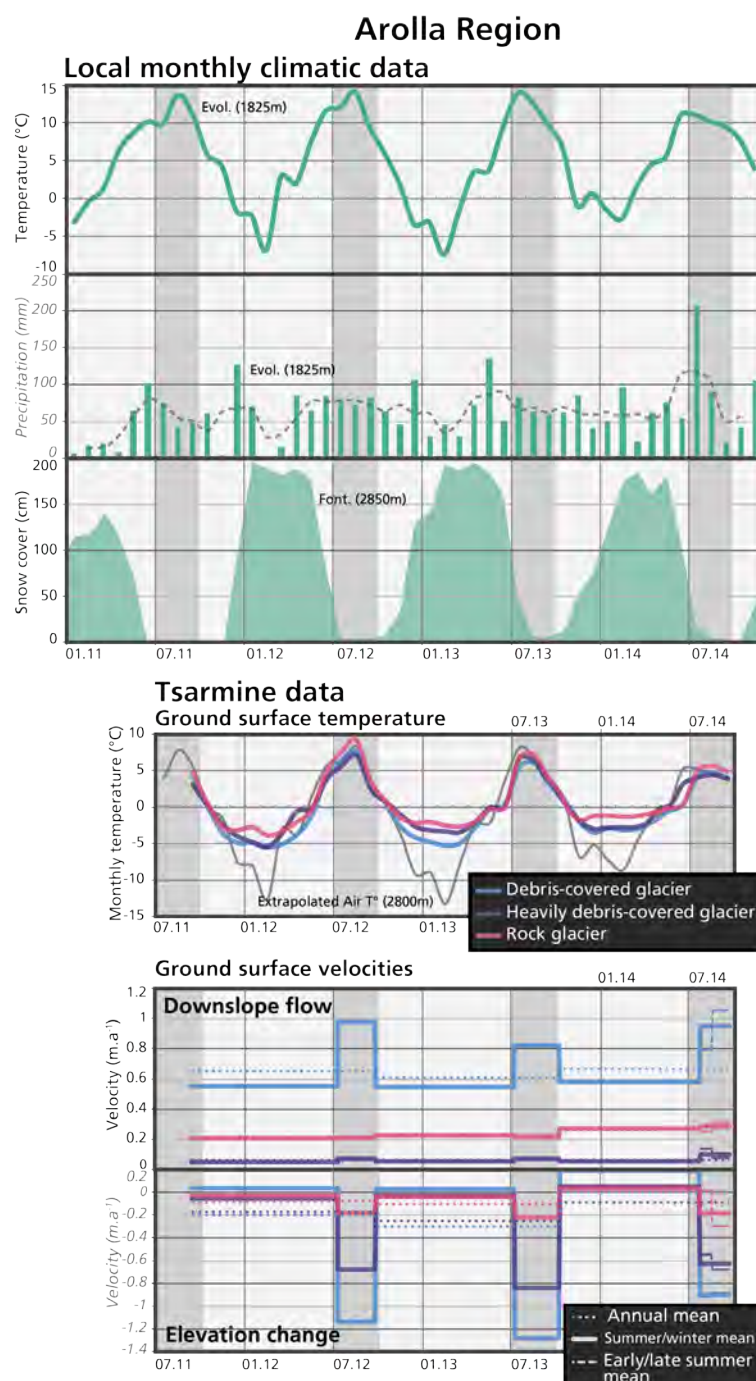 Arolla Region
Local monthly climatic data
Temperature (°C)
15
10
5
0
-5
-10
Evol. (1825m)
Precipitation (mm)
250
200
150
100
50
0
Evol. (1825m)
Snow cover (cm)
200
150
100
50
0
Font. (2850m)
01.11 07.11 01.12 07.12 01.13 07.13 01.14 07.14
Tsarmine data
Ground surface temperature
07.13 01.14 07.14
Monthly temperature (°C)
10
5
0
-5
-10
-15
Extrapolated Air T° (2800m)
Debris-covered glacier
Heavily debris-covered glacier
Rock glacier
07.11 01.12 07.12 01.13
Ground surface velocities
01.14 07.14
Downslope flow
Velocity (m.a⁻¹)
1.2
1
0.8
0.6
0.4
0.2
0
Velocity (m.a⁻¹)
0.2
0
-0.2
-0.4
-0.6
-0.8
-1
-1.2
-1.4
Elevation change
Annual mean
Summer/winter mean
Early/late summer
mean
07.11 01.12 07.12 01.13 07.13